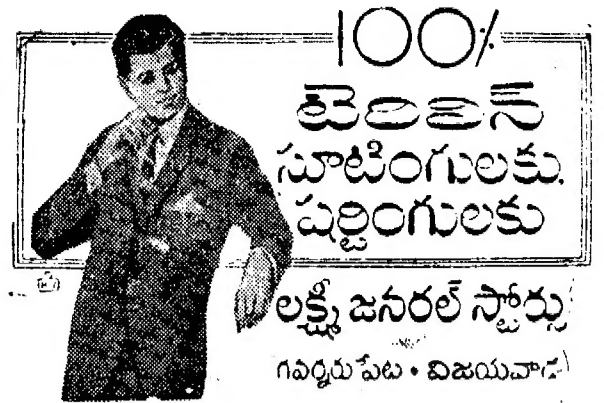 100%
టెరిలిన్
సూటింగులకు,
షర్టింగులకు
లక్ష్మీ జనరల్ స్టోర్సు
గవర్నరు పేట • విజయవాడ